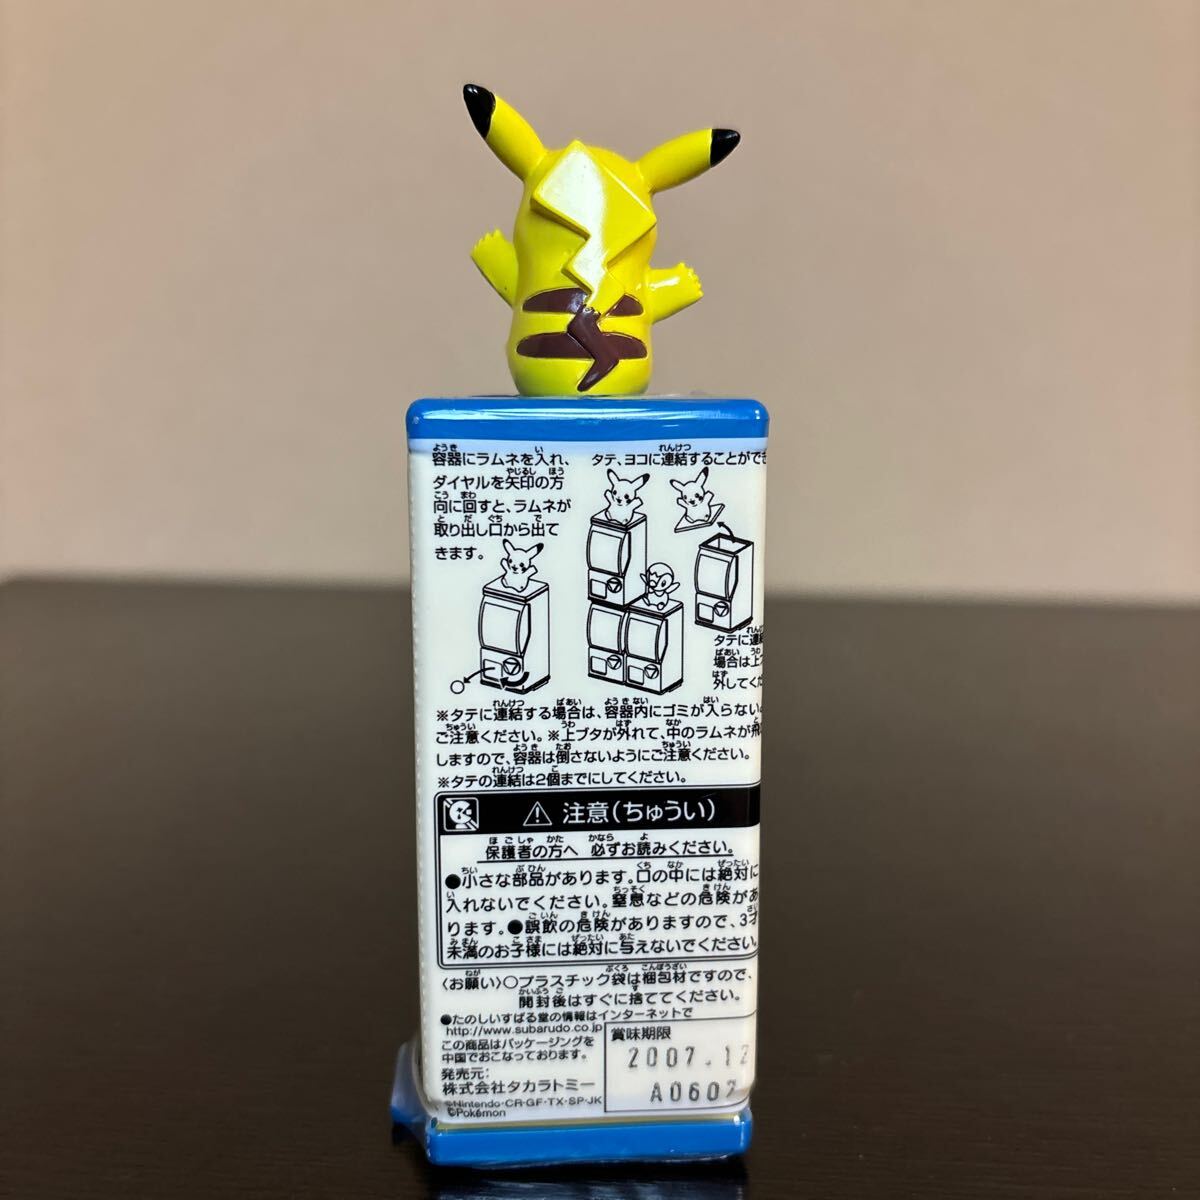 容器にラムネを入れ、
ダイヤルを矢印の方
向に回すと、ラムネが
取り出し口から出て
きます。
タテ、ヨコに連結することができ
タテに連
場合は上
外してくだ
※タテに連結する場合は、容器内にゴミが入らない
ご注意ください。※上ブタが外れて、中のラムネが飛
しますので、容器は倒さないようにご注意ください。
※タテの連結は2個までにしてください。
注意(ちゅうい)
保護者の方へ 必ずお読みください。
●小さな部品があります。口の中には絶対に
入れないでください。窒息などの危険があ
ります。●誤飲の危険がありますので、3才
未満のお子様には絶対に与えないでください。
〈お願い〉○プラスチック袋は梱包材ですので、
開封後はすぐに捨ててください。
●たのしいすばる堂の情報はインターネットで
http://www.subarudo.co.jp
この商品はパッケージングを
中国でおこなっております。
発売元:
株式会社タカラトミー
©Nintendo・CR・GF・TX・SP・JK
©Pokémon
賞味期限
2007.12
A0607